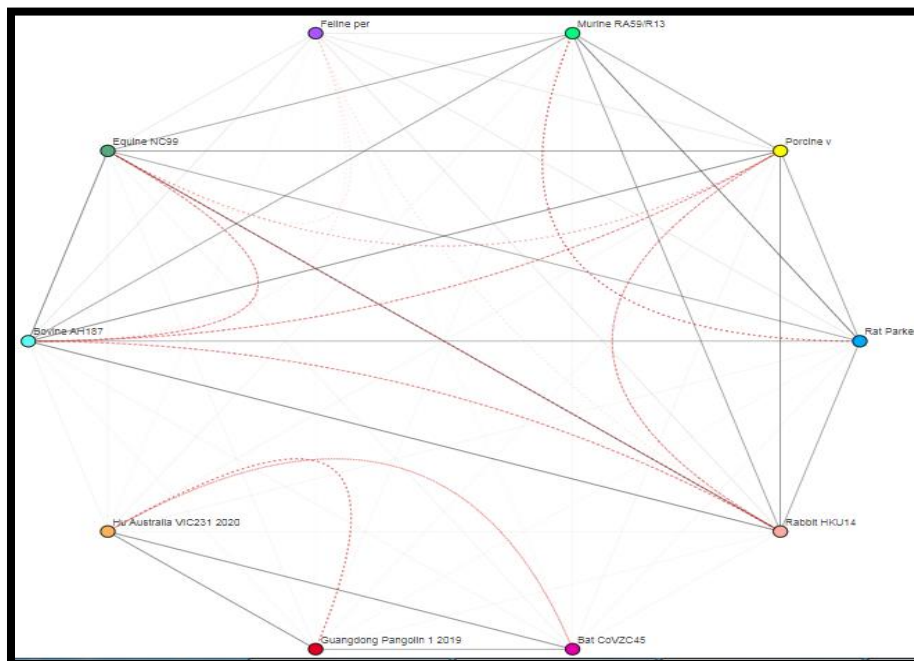 Feline per
Murine RA59/R13
Equine NC99
Porcine v
Bovine AH187
Rat Parke
Hu Australia VIC231 2020
Rabbit HKU14
Guangdong Pangolin 1 2019
Bat CoVZC45